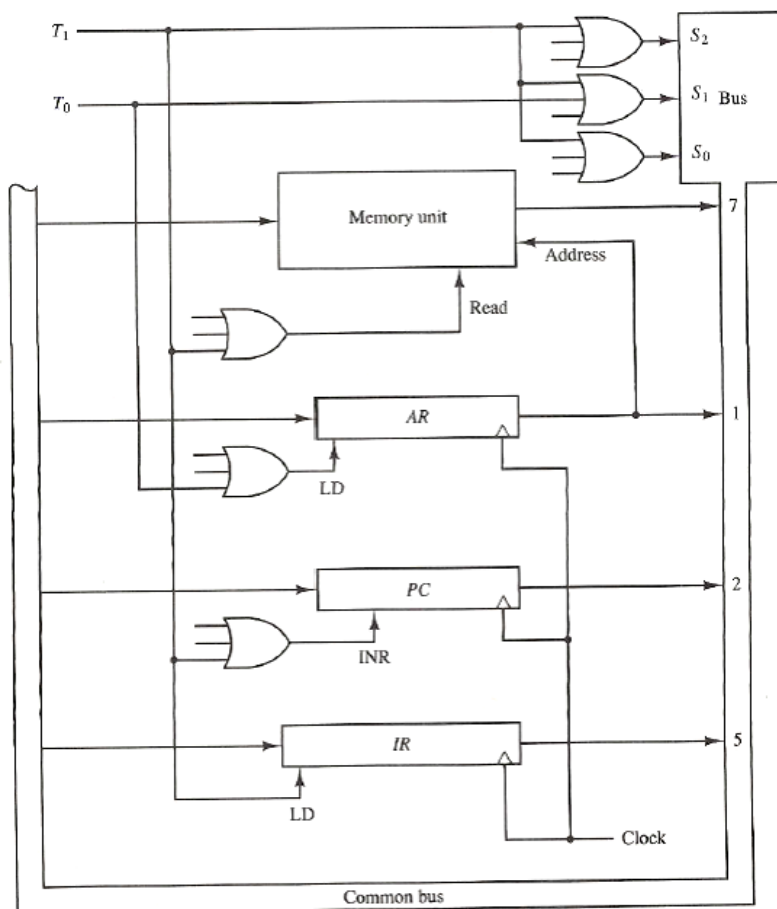 T₁
S₂
T₀
S₁ Bus
S₀
7
Memory unit
Address
Read
AR
1
LD
PC
2
INR
IR
5
LD
Clock
Common bus